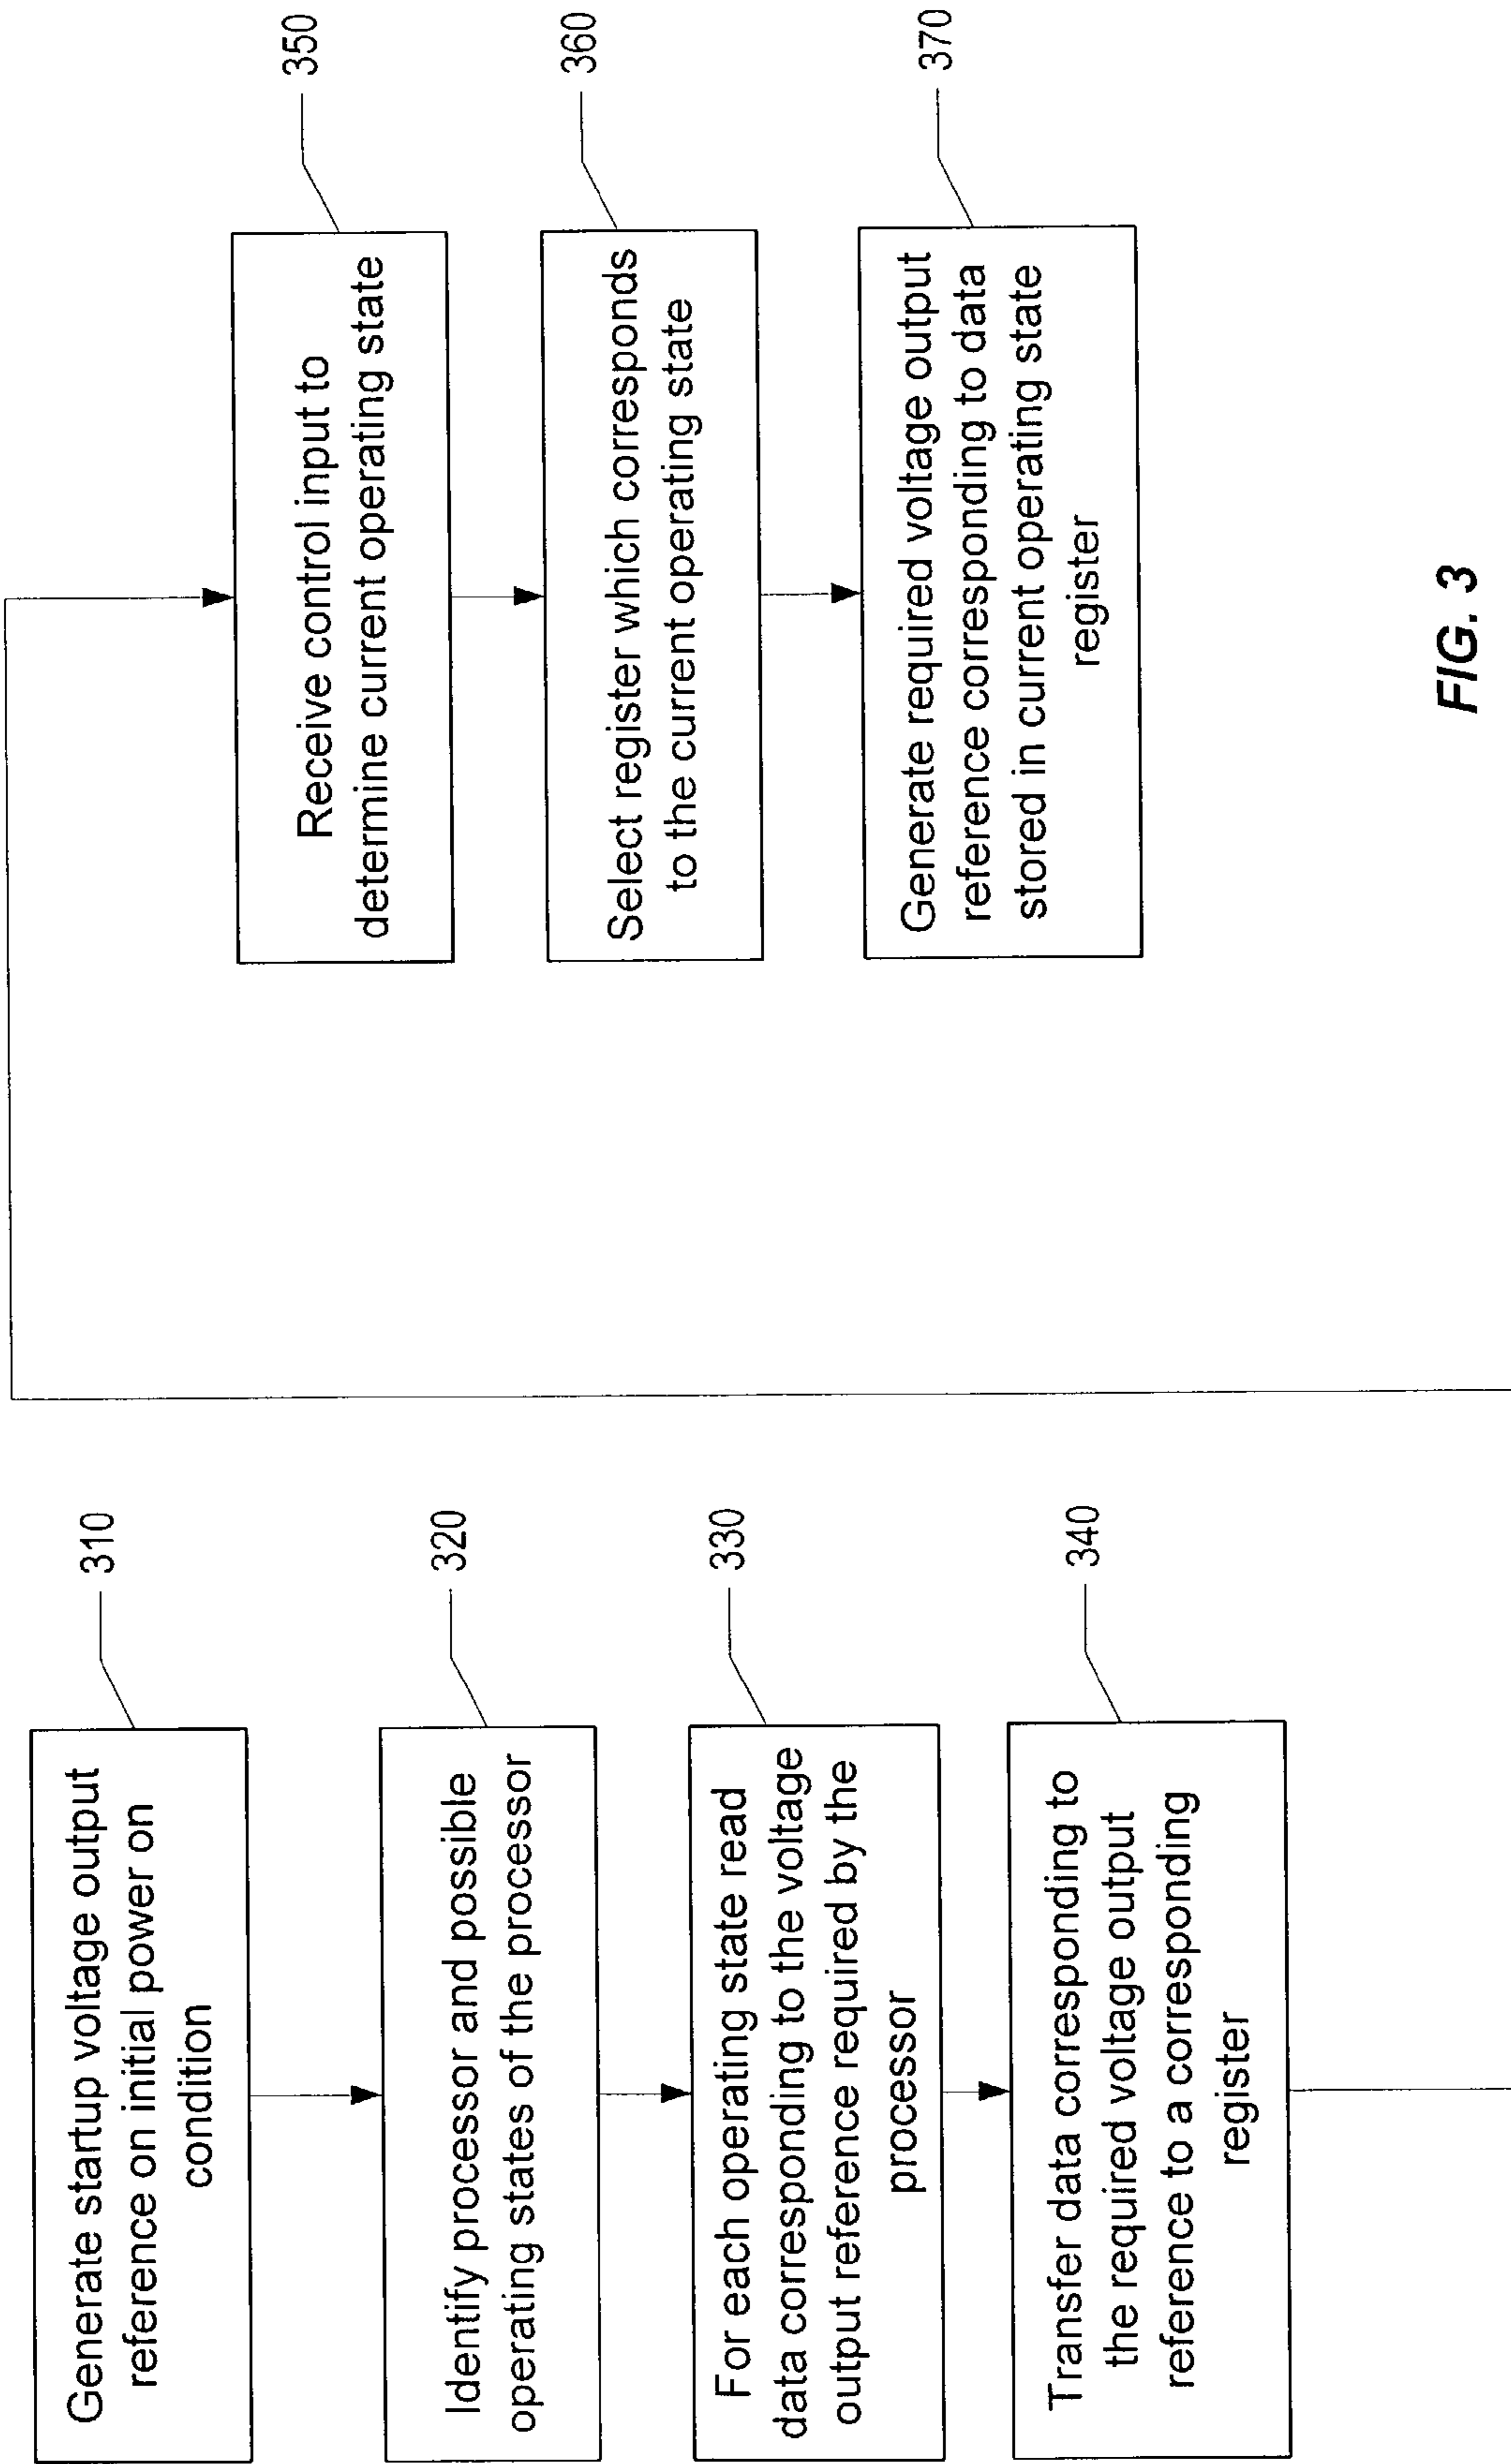 Generate startup voltage output
reference on initial power on
condition
310
Identify processor and possible
operating states of the processor
320
For each operating state read
data corresponding to the voltage
output reference required by the
processor
330
Transfer data corresponding to
the required voltage output
reference to a corresponding
register
340
Receive control input to
determine current operating state
350
Select register which corresponds
to the current operating state
360
Generate required voltage output
reference corresponding to data
stored in current operating state
register
370
FIG. 3